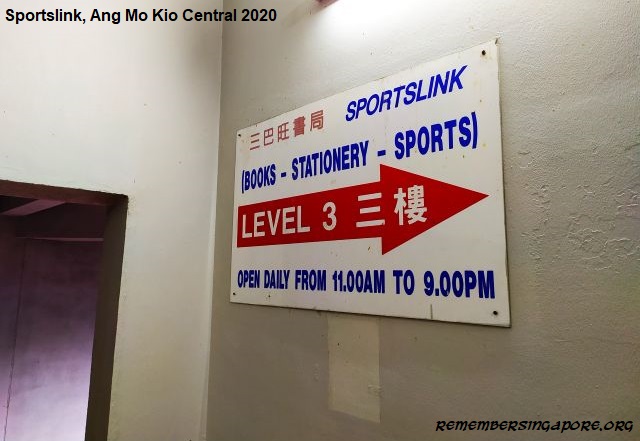 Sportslink, Ang Mo Kio Central 2020
三巴旺書局 SPORTSLINK
(BOOKS - STATIONERY - SPORTS)
LEVEL 3 三樓
OPEN DAILY FROM 11.00AM TO 9.00PM
REMEMBERSINGAPORE.ORG